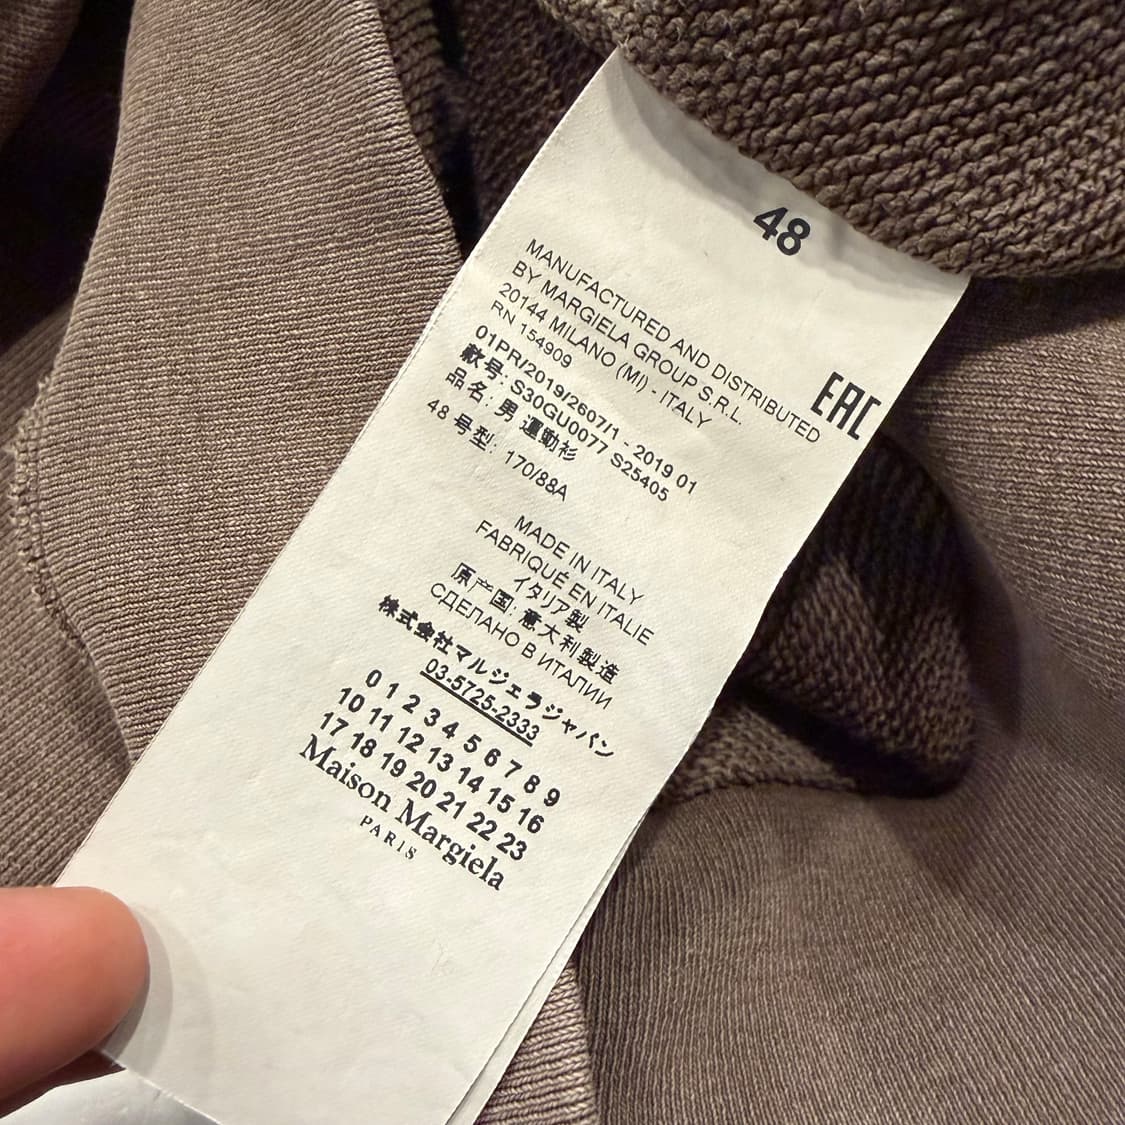 48
MANUFACTURED AND DISTRIBUTED
BY MARGIELA GROUP S.R.L.
20144 MILANO (MI) - ITALY
RN 154909
EAC
01PR/2019/2607/1 - 2019 01
款号: S30GU0077 S25405
品名: 男 運動衫
48 号型: 170/88A
MADE IN ITALY
FABRIQUÉ EN ITALIE
イタリア製
原产国: 意大利製造
СДЕЛАНО В ИТАЛИИ
株式会社マルジェラジャパン
03-5725-2333
0 1 2 3 4 5 6 7 8 9
10 11 12 13 14 15 16
17 18 19 20 21 22 23
Maison Margiela
PARIS